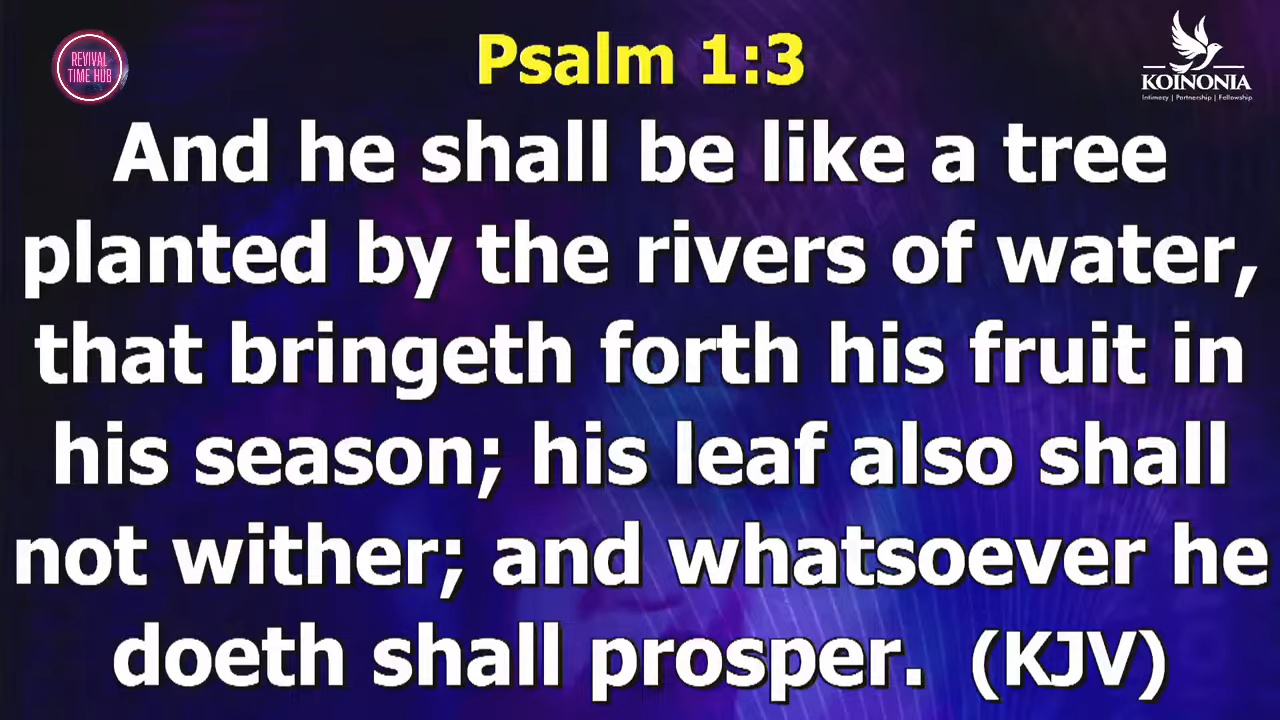 REVIVAL
TIME HUB
Psalm 1:3
KOINONIA
Intimacy | Partnership | Fellowship
And he shall be like a tree
planted by the rivers of water,
that bringeth forth his fruit in
his season; his leaf also shall
not wither; and whatsoever he
doeth shall prosper. (KJV)